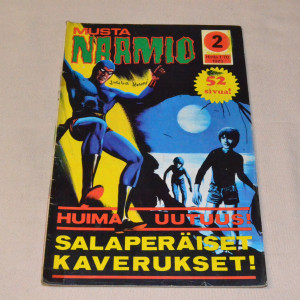 MUSTA
NAAMIO
2
52
sivua!
HUIMA UUTUUS!
SALAPERÄISET
KAVERUKSET!